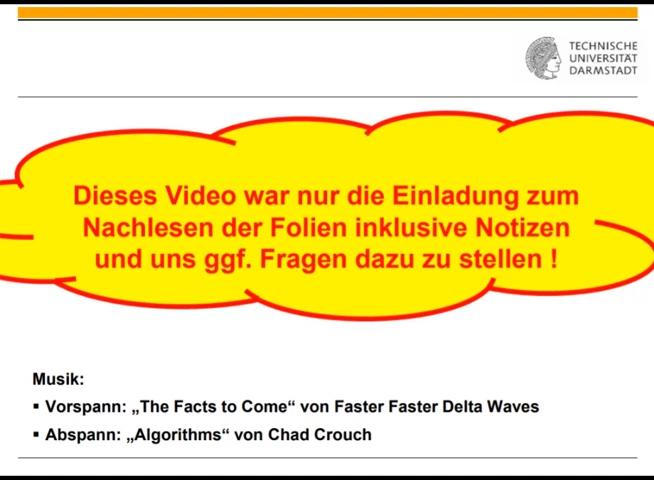 TECHNISCHE
UNIVERSITÄT
DARMSTADT
Dieses Video war nur die Einladung zum
Nachlesen der Folien inklusive Notizen
und uns ggf. Fragen dazu zu stellen !
Musik:
▪ Vorspann: „The Facts to Come“ von Faster Faster Delta Waves
▪ Abspann: „Algorithms“ von Chad Crouch